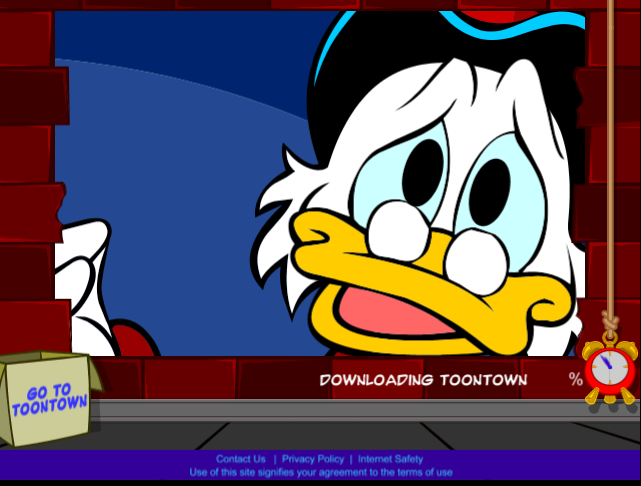 DOWNLOADING TOONTOWN %
GO TO
TOONTOWN
Contact Us | Privacy Policy | Internet Safety
Use of this site signifies your agreement to the terms of use